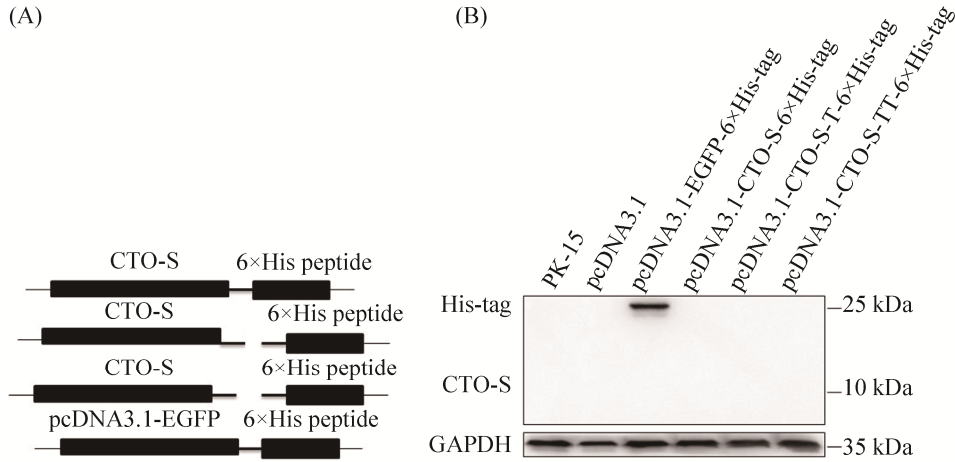 (A)
CTO-S 6×His peptide
CTO-S 6×His peptide
CTO-S 6×His peptide
pcDNA3.1-EGFP 6×His peptide
(B)
PK-15
pcDNA3.1
pcDNA3.1-EGFP-6×His-tag
pcDNA3.1-CTO-S-6×His-tag
pcDNA3.1-CTO-S-T-6×His-tag
pcDNA3.1-CTO-S-TT-6×His-tag
His-tag 25 kDa
CTO-S 10 kDa
GAPDH 35 kDa